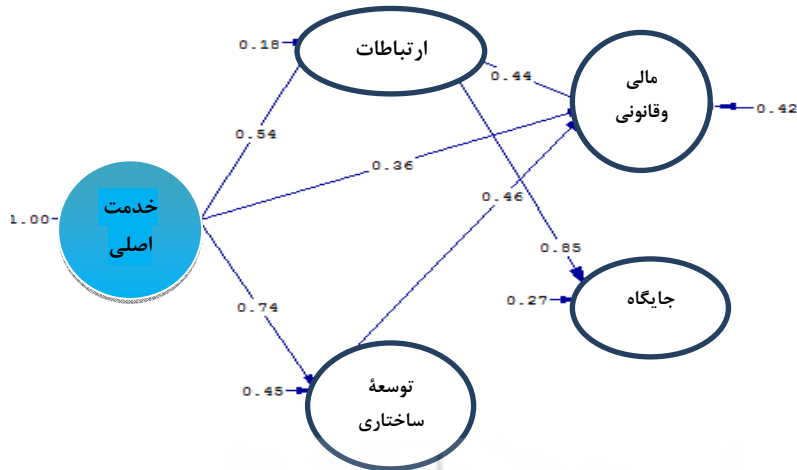 0.18
ارتباطات
0.44
مالی
وقانونی
0.42
0.54
0.36
0.46
1.00
خدمت
اصلی
0.85
0.27
جایگاه
0.74
0.45
توسعهٔ
ساختاری